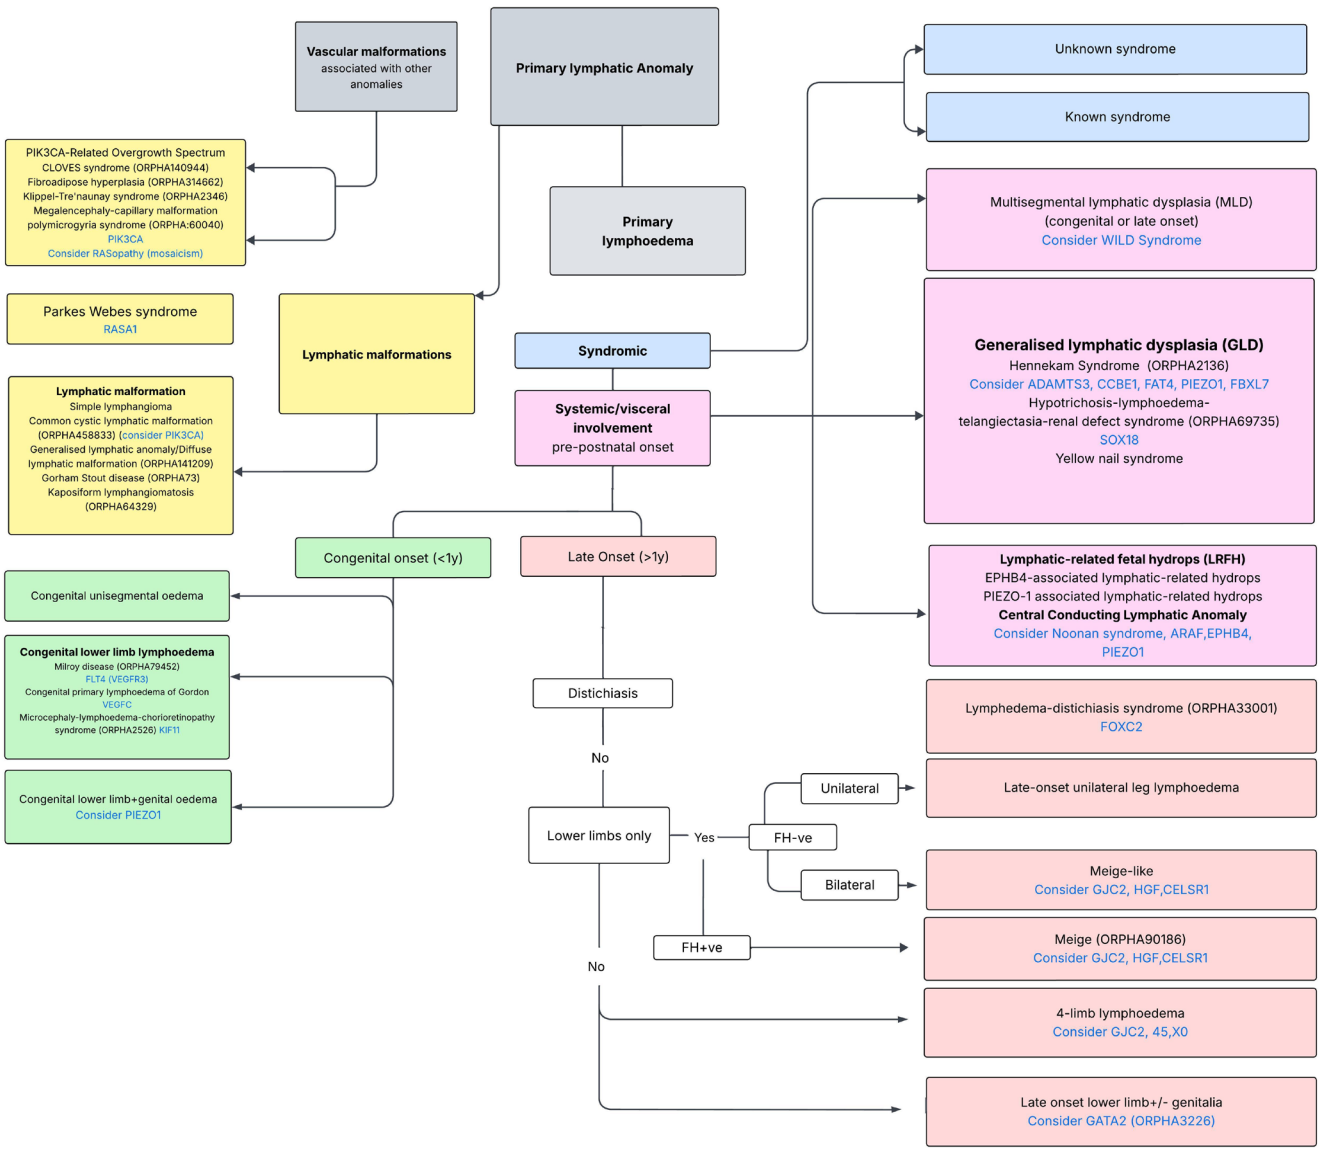 Vascular malformations
associated with other
anomalies
Primary lymphatic Anomaly
Unknown syndrome
Known syndrome
PIK3CA-Related Overgrowth Spectrum
CLOVES syndrome (ORPHA140944)
Fibroadipose hyperplasia (ORPHA314662)
Klippel-Tre'naunay syndrome (ORPHA2346)
Megalencephaly-capillary malformation
polymicrogyria syndrome (ORPHA:60040)
PIK3CA
Consider RASopathy (mosaicism)
Primary
lymphoedema
Multisegmental lymphatic dysplasia (MLD)
(congenital or late onset)
Consider WILD Syndrome
Parkes Webes syndrome
RASA1
Lymphatic malformations
Syndromic
Generalised lymphatic dysplasia (GLD)
Hennekam Syndrome (ORPHA2136)
Consider ADAMTS3, CCBE1, FAT4, PIEZO1, FBXL7
Hypotrichosis-lymphoedema-
telangiectasia-renal defect syndrome (ORPHA69735)
SOX18
Yellow nail syndrome
Lymphatic malformation
Simple lymphangioma
Common cystic lymphatic malformation
(ORPHA458833) (consider PIK3CA)
Generalised lymphatic anomaly/Diffuse
lymphatic malformation (ORPHA141209)
Gorham Stout disease (ORPHA73)
Kaposiform lymphangiomatosis
(ORPHA64329)
Systemic/visceral
involvement
pre-postnatal onset
Congenital onset (<1y)
Late Onset (>1y)
Lymphatic-related fetal hydrops (LRFH)
EPHB4-associated lymphatic-related hydrops
PIEZO-1 associated lymphatic-related hydrops
Central Conducting Lymphatic Anomaly
Consider Noonan syndrome, ARAF,EPHB4,
PIEZO1
Congenital unisegmental oedema
Congenital lower limb lymphoedema
Milroy disease (ORPHA79452)
FLT4 (VEGFR3)
Congenital primary lymphoedema of Gordon
VEGFC
Microcephaly-lymphoedema-chorioretinopathy
syndrome (ORPHA2526) KIF11
Distichiasis
Lymphedema-distichiasis syndrome (ORPHA33001)
FOXC2
No
Congenital lower limb+genital oedema
Consider PIEZO1
Unilateral
Late-onset unilateral leg lymphoedema
Lower limbs only
Yes
FH-ve
Bilateral
Meige-like
Consider GJC2, HGF,CELSR1
FH+ve
Meige (ORPHA90186)
Consider GJC2, HGF,CELSR1
No
4-limb lymphoedema
Consider GJC2, 45,X0
Late onset lower limb+/- genitalia
Consider GATA2 (ORPHA3226)